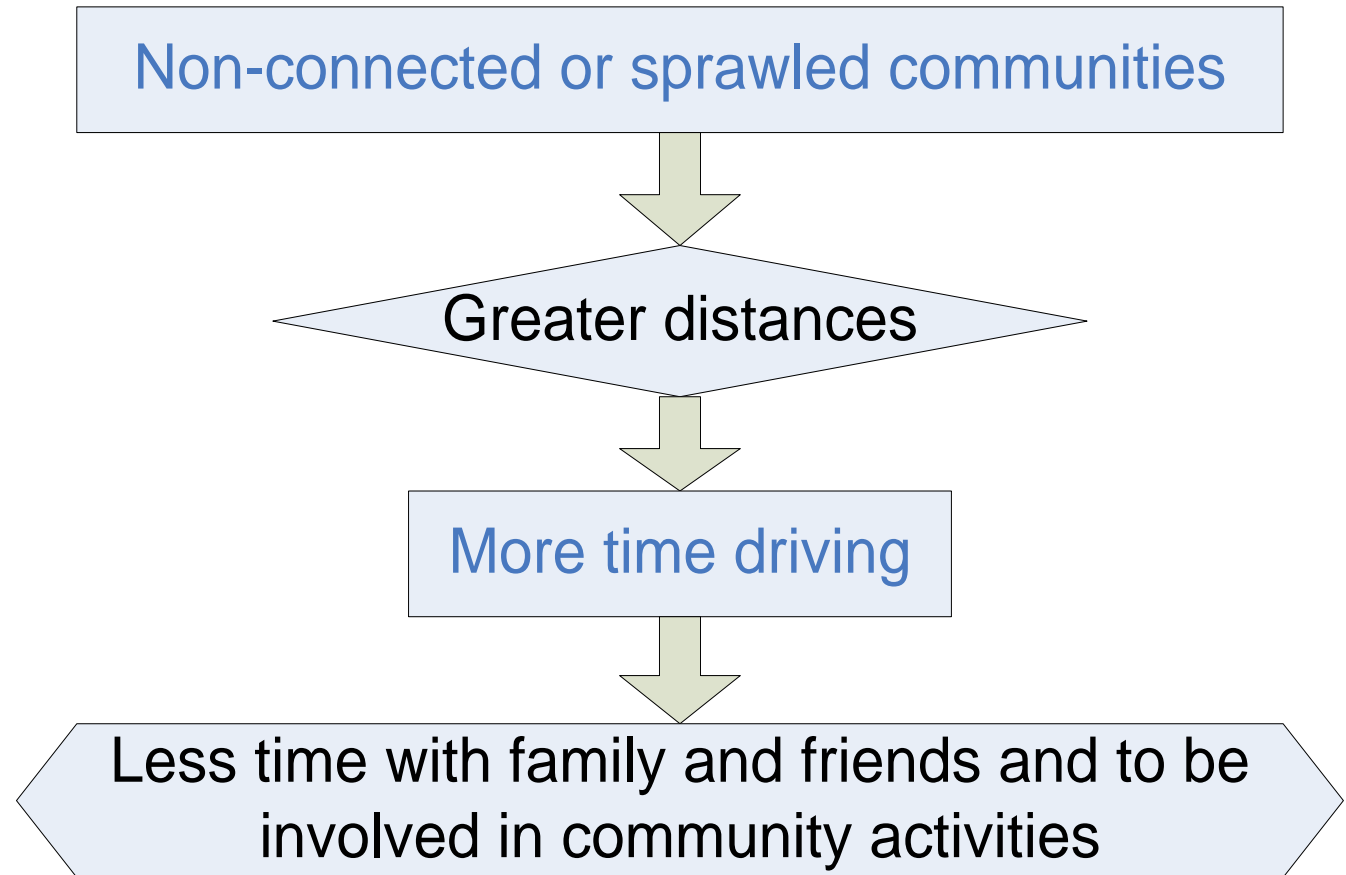 Non-connected or sprawled communities
Greater distances
More time driving
Less time with family and friends and to be
involved in community activities